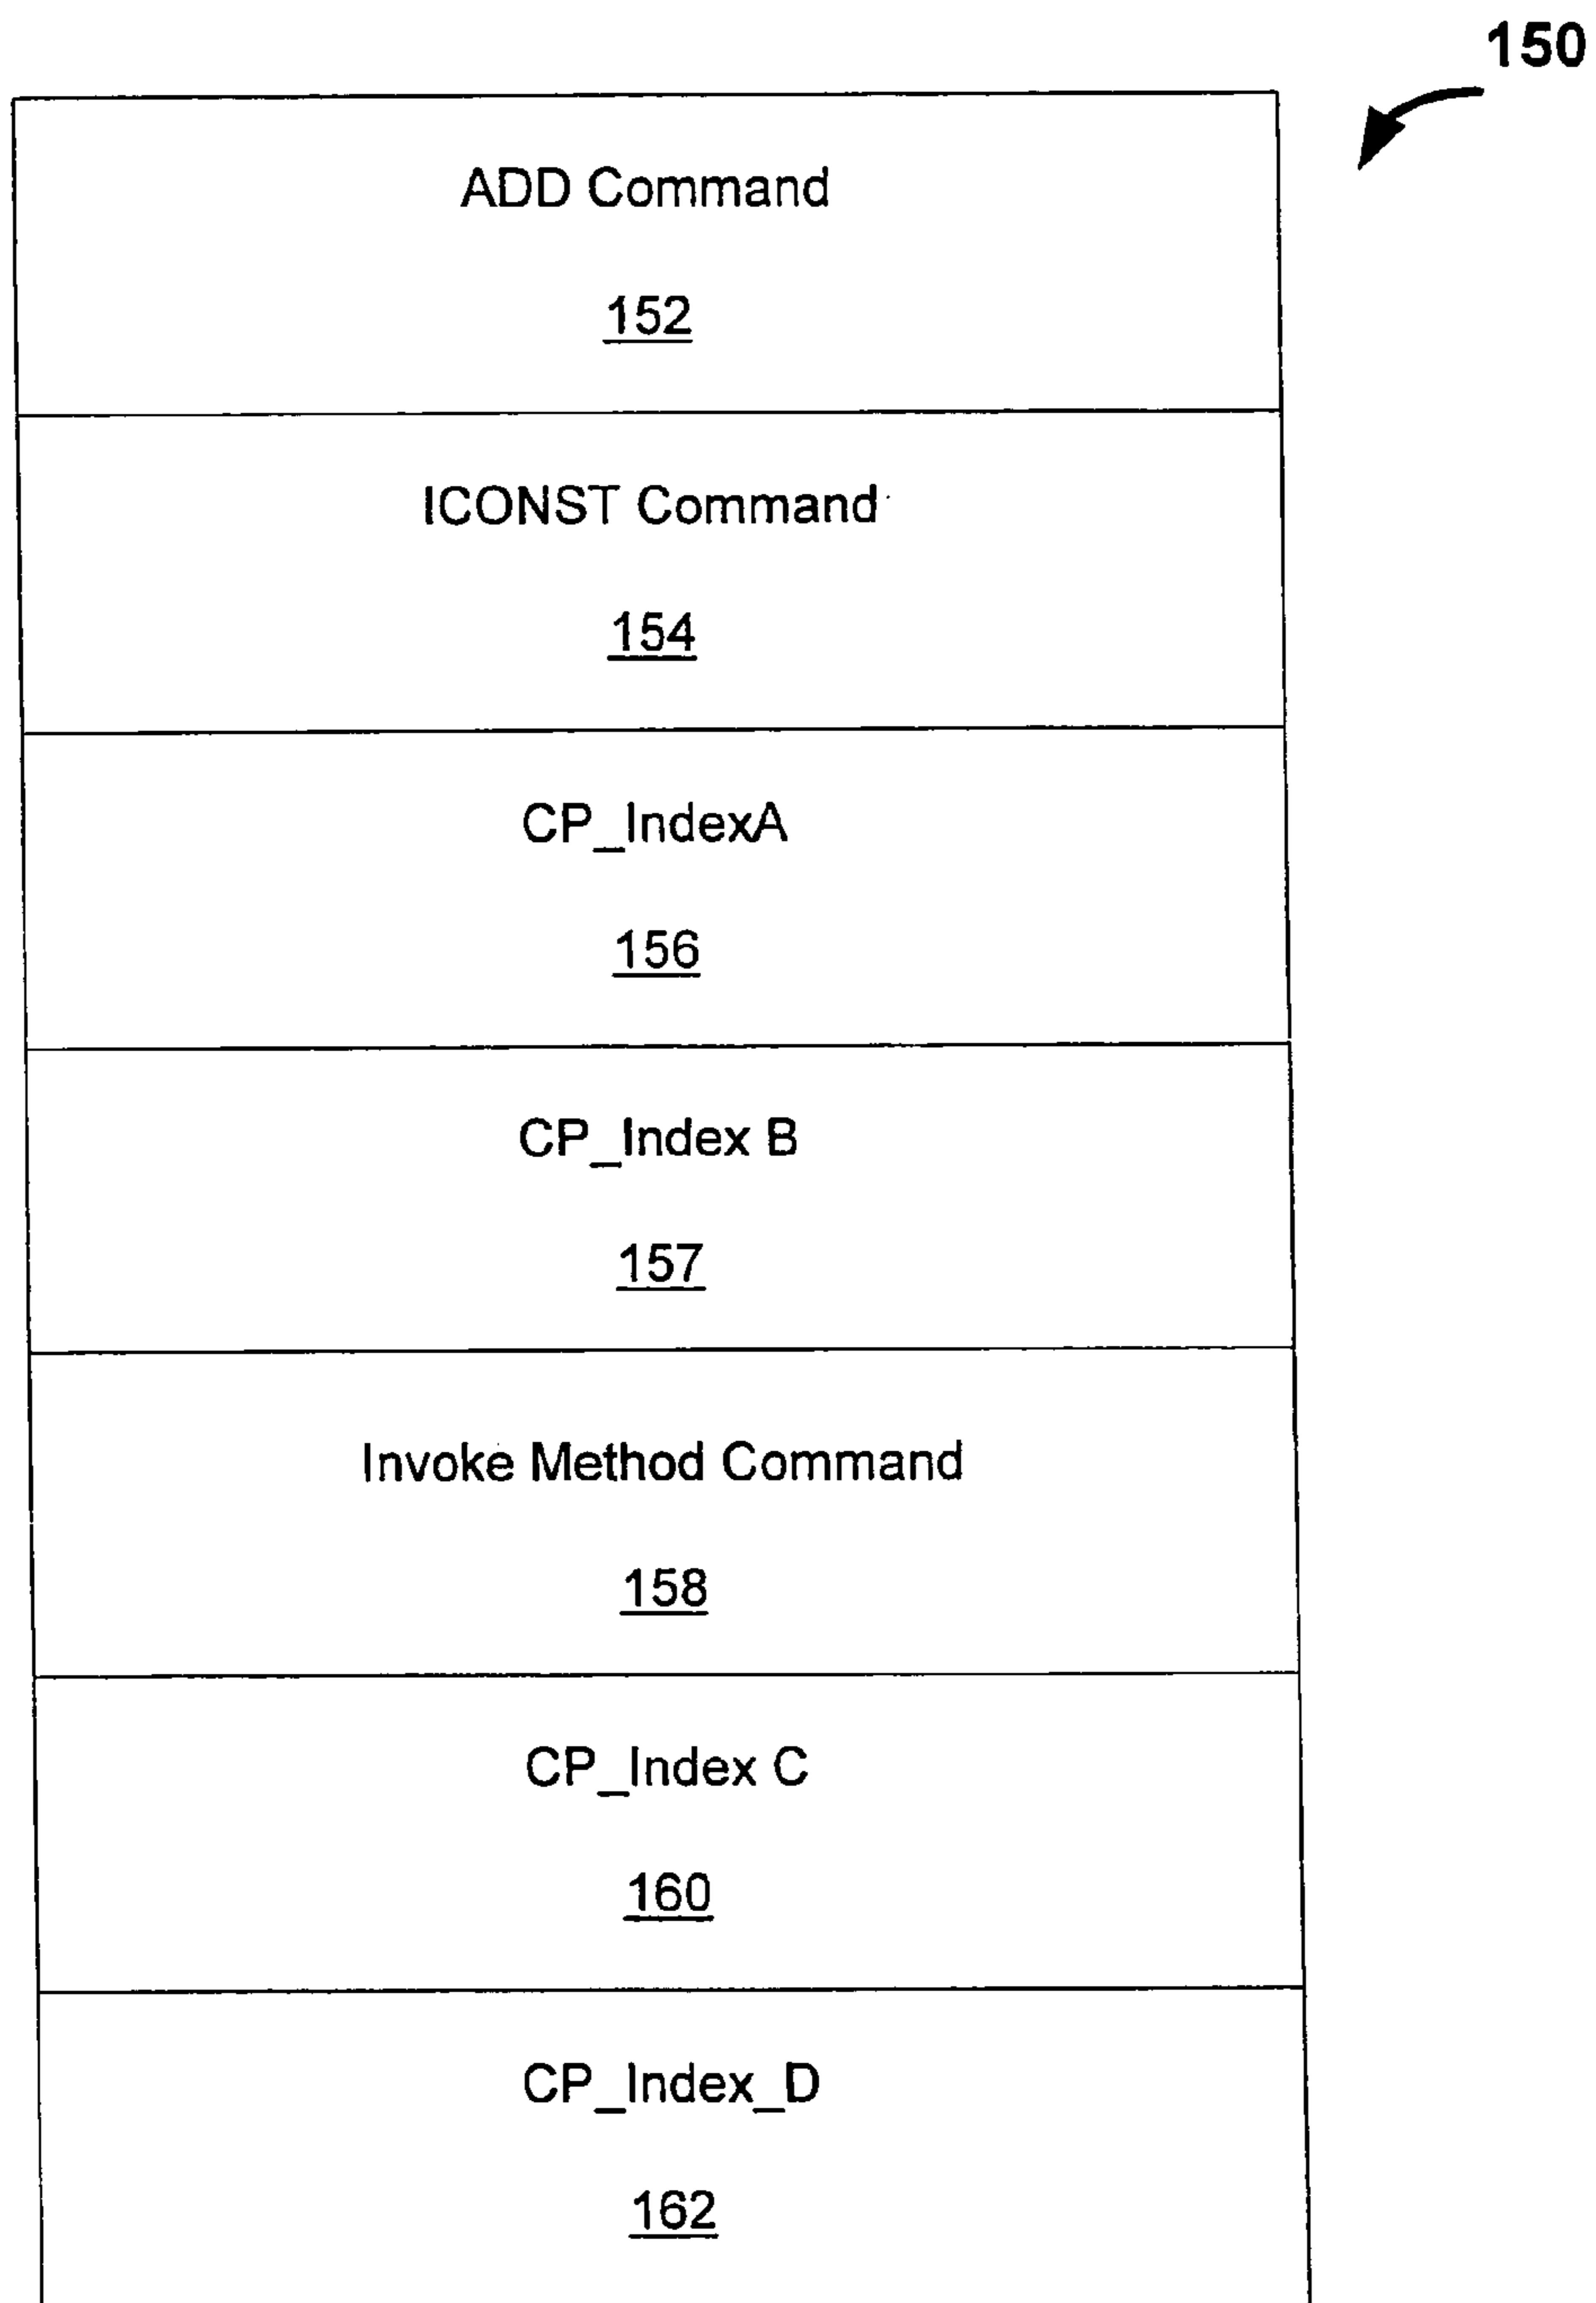 150
ADD Command
152
ICONST Command
154
CP_IndexA
156
CP_Index B
157
Invoke Method Command
158
CP_Index C
160
CP_Index_D
162